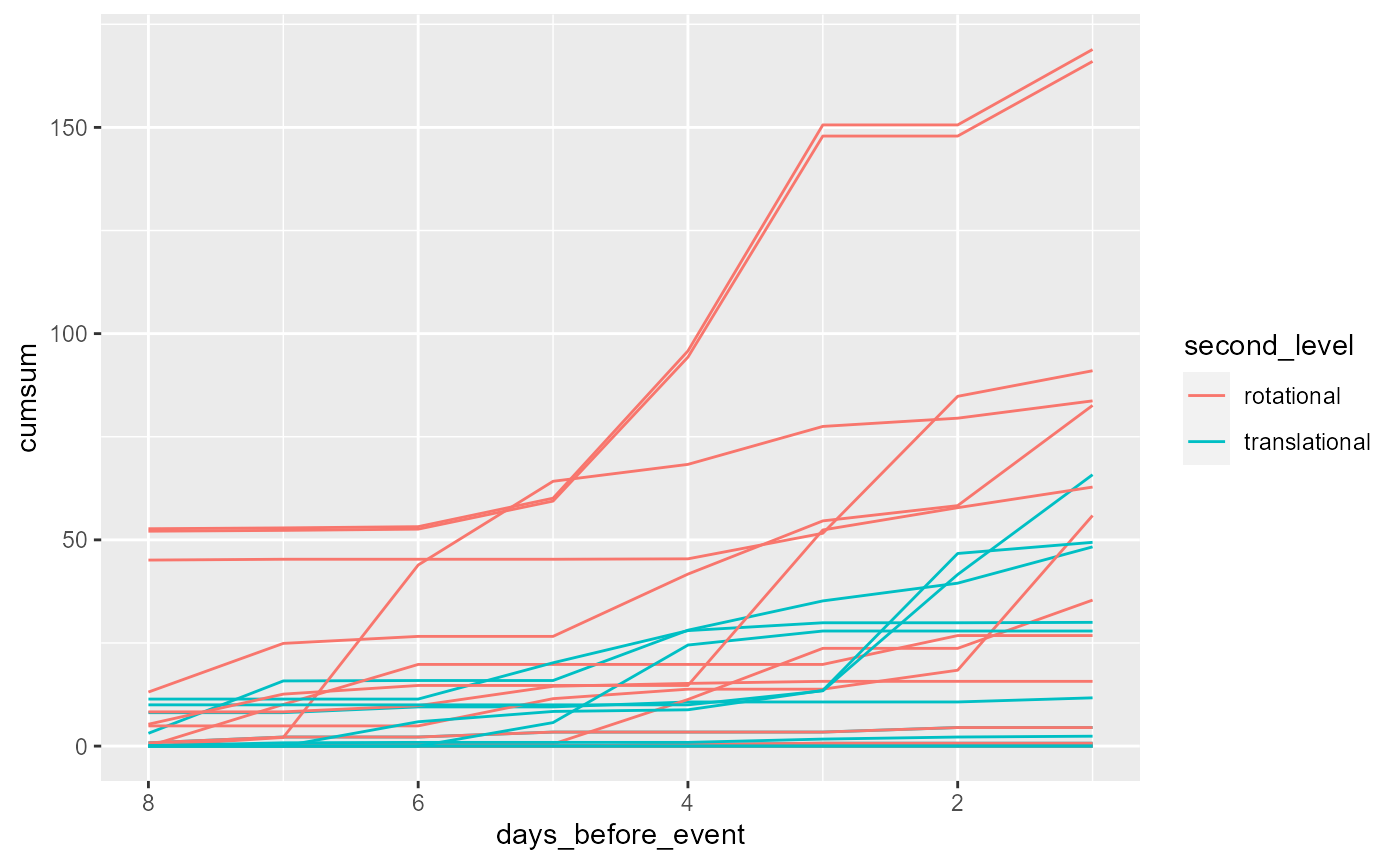 150
100
50
0
cumsum
8
6
4
2
days_before_event
second_level
rotational
translational